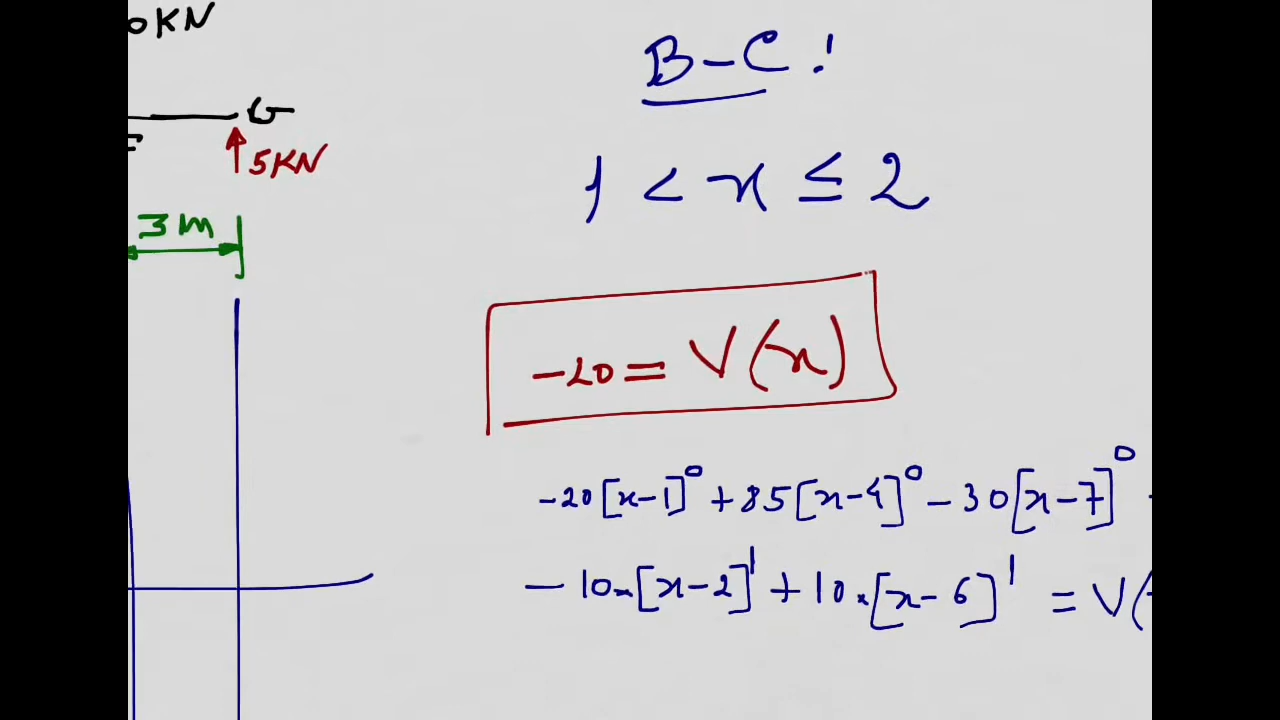 0KN
G
5KN
3m
B-C:
1 < x ≤ 2
-20 = V(x)
-20[x-1]⁰ + 85[x-4]⁰ - 30[x-7]⁰
- 10×[x-2]¹ + 10×[x-6]¹ = V(